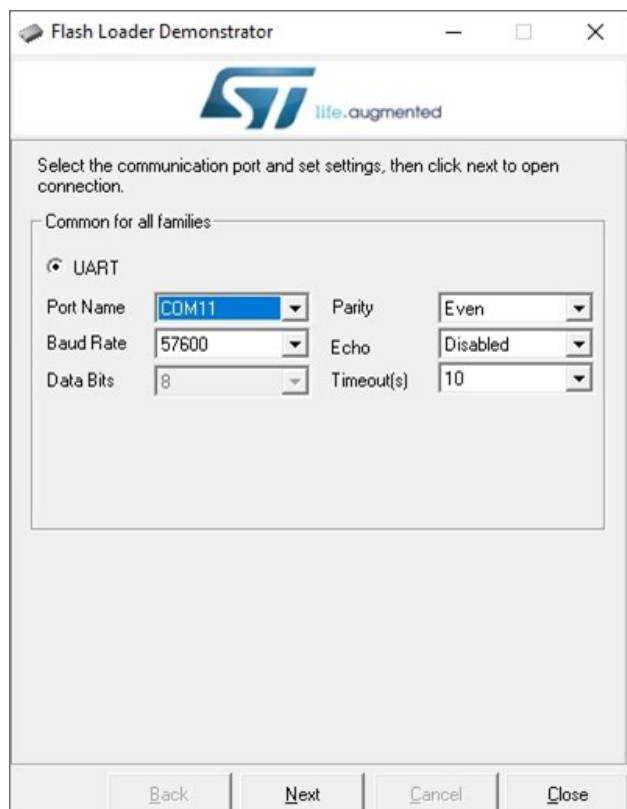 Flash Loader Demonstrator
ST life.augmented
Select the communication port and set settings, then click next to open
connection.
Common for all families
UART
Port Name COM11 Parity Even
Baud Rate 57600 Echo Disabled
Data Bits 8 Timeout(s) 10
Back Next Cancel Close